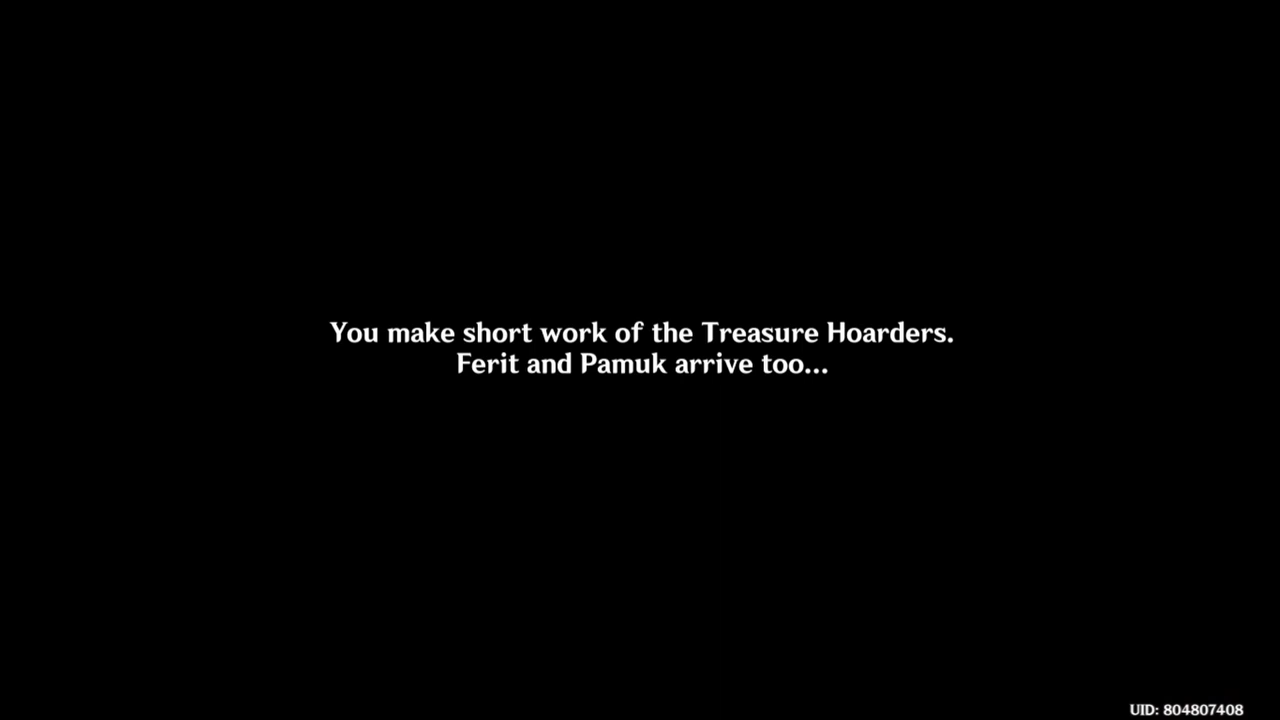 You make short work of the Treasure Hoarders.
Ferit and Pamuk arrive too...
UID: 804807408